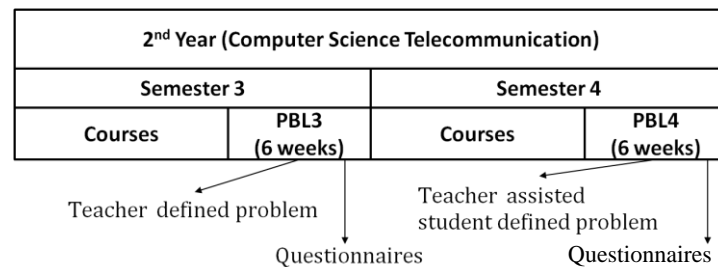 2nd Year (Computer Science Telecommunication)
Semester 3
Semester 4
Courses
PBL3
(6 weeks)
Courses
PBL4
(6 weeks)
Teacher defined problem
Teacher assisted
student defined problem
Questionnaires
Questionnaires